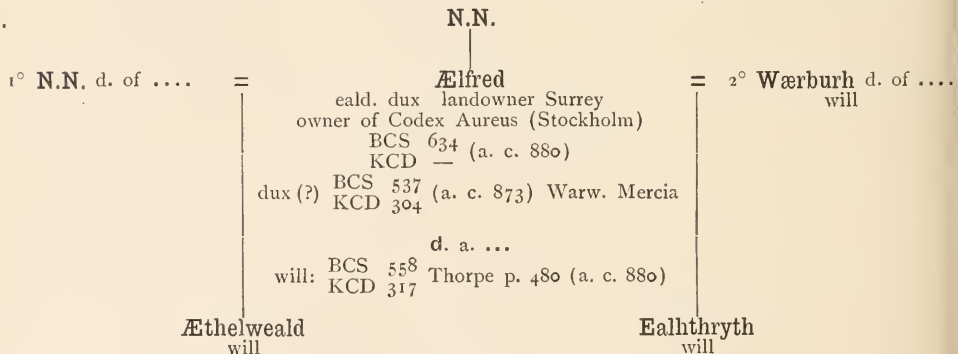 N.N.
1° N.N. d. of .... = Ælfred = 2° Wærburh d. of ....
eald. dux landowner Surrey will
owner of Codex Aureus (Stockholm)
BCS 634 (a. c. 880)
KCD —
dux (?) BCS 537 (a. c. 873) Warw. Mercia
KCD 304
d. a. ...
will: BCS 558 Thorpe p. 480 (a. c. 880)
KCD 317
Æthelweald Ealhthryth
will will